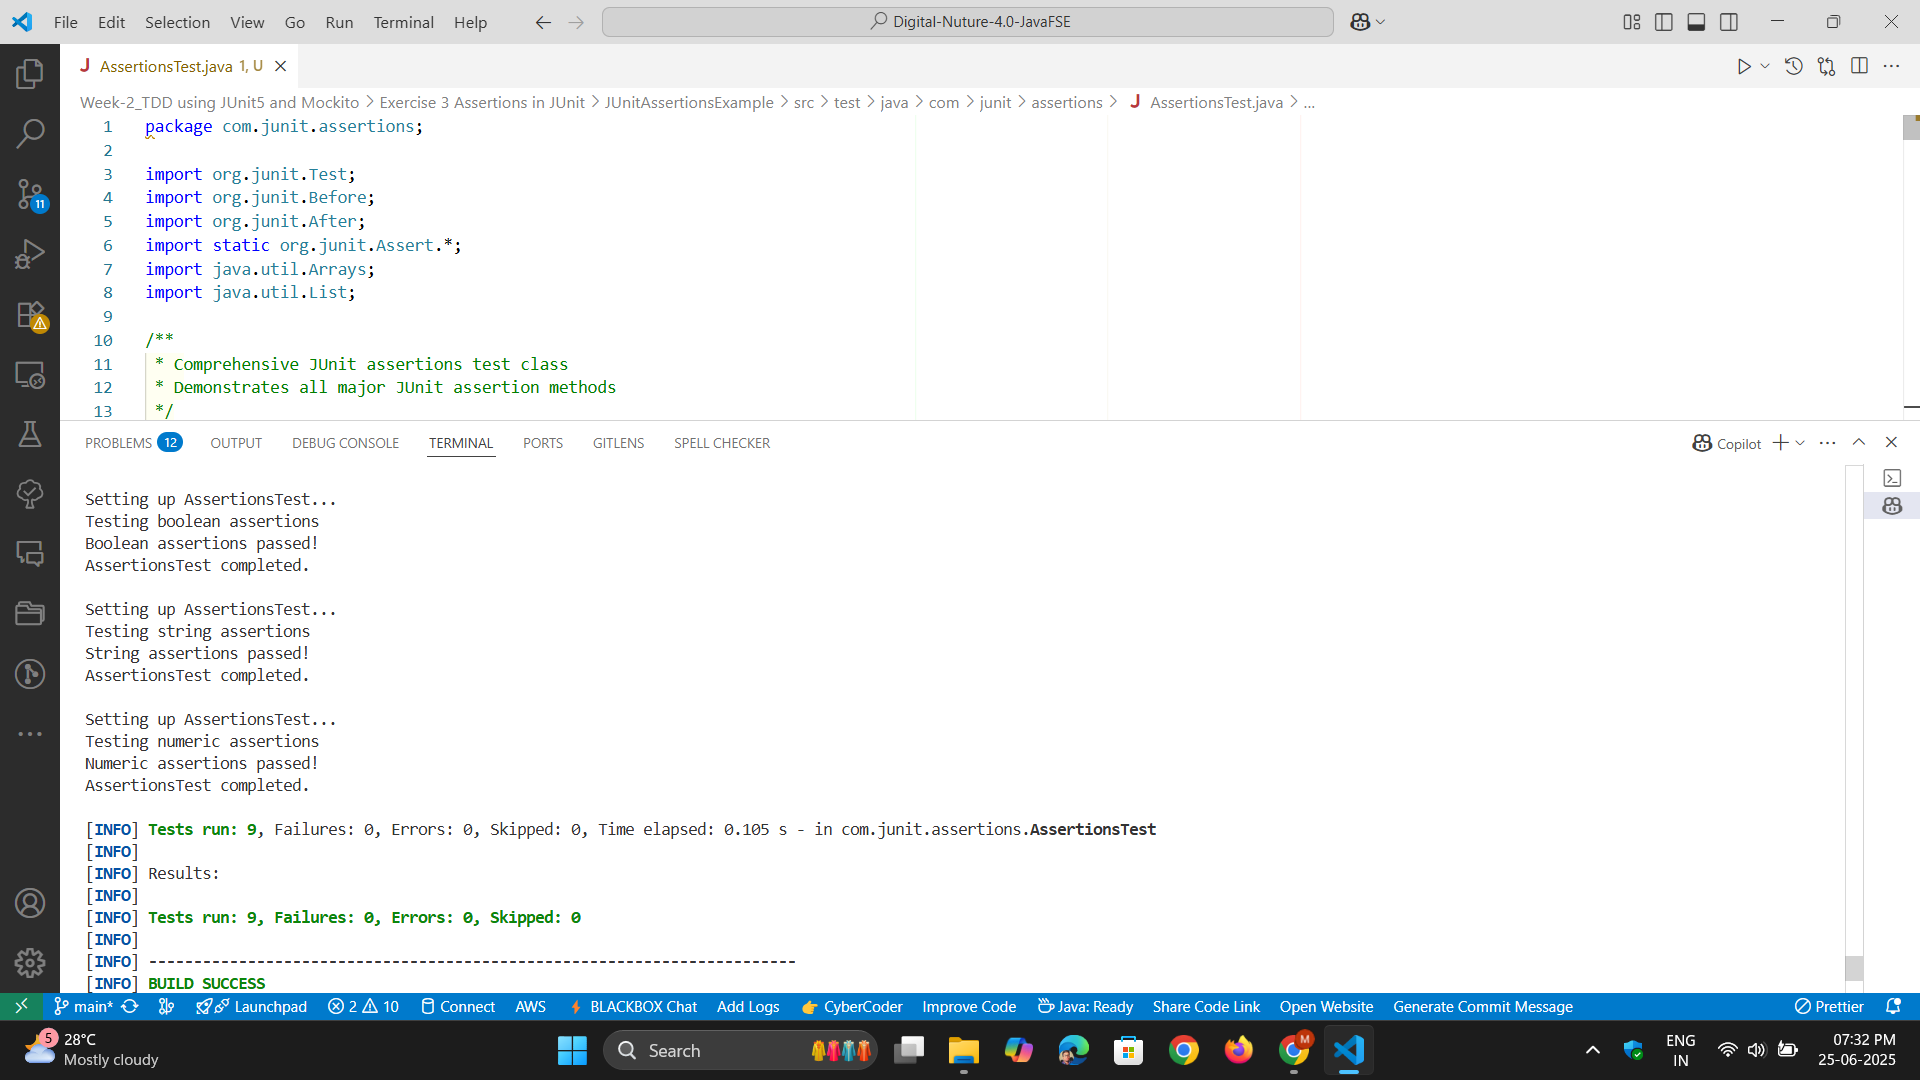 File Edit Selection View Go Run Terminal Help
Digital-Nuture-4.0-JavaFSE
J AssertionsTest.java 1, U
Week-2_TDD using JUnit5 and Mockito > Exercise 3 Assertions in JUnit > JUnitAssertionsExample > src > test > java > com > junit > assertions > J AssertionsTest.java > ...
1 package com.junit.assertions;
2
3 import org.junit.Test;
4 import org.junit.Before;
5 import org.junit.After;
6 import static org.junit.Assert.*;
7 import java.util.Arrays;
8 import java.util.List;
9
10 /**
11 * Comprehensive JUnit assertions test class
12 * Demonstrates all major JUnit assertion methods
13 */
11
PROBLEMS 12 OUTPUT DEBUG CONSOLE TERMINAL PORTS GITLENS SPELL CHECKER
Copilot
Setting up AssertionsTest...
Testing boolean assertions
Boolean assertions passed!
AssertionsTest completed.
Setting up AssertionsTest...
Testing string assertions
String assertions passed!
AssertionsTest completed.
Setting up AssertionsTest...
Testing numeric assertions
Numeric assertions passed!
AssertionsTest completed.
[INFO] Tests run: 9, Failures: 0, Errors: 0, Skipped: 0, Time elapsed: 0.105 s - in com.junit.assertions.AssertionsTest
[INFO]
[INFO] Results:
[INFO]
[INFO] Tests run: 9, Failures: 0, Errors: 0, Skipped: 0
[INFO]
[INFO] ------------------------------------------------------------------------
[INFO] BUILD SUCCESS
main* Launchpad 2 10 Connect AWS BLACKBOX Chat Add Logs CyberCoder Improve Code Java: Ready Share Code Link Open Website Generate Commit Message Prettier
5 28°C
Mostly cloudy
Search
M
ENG
IN
07:32 PM
25-06-2025